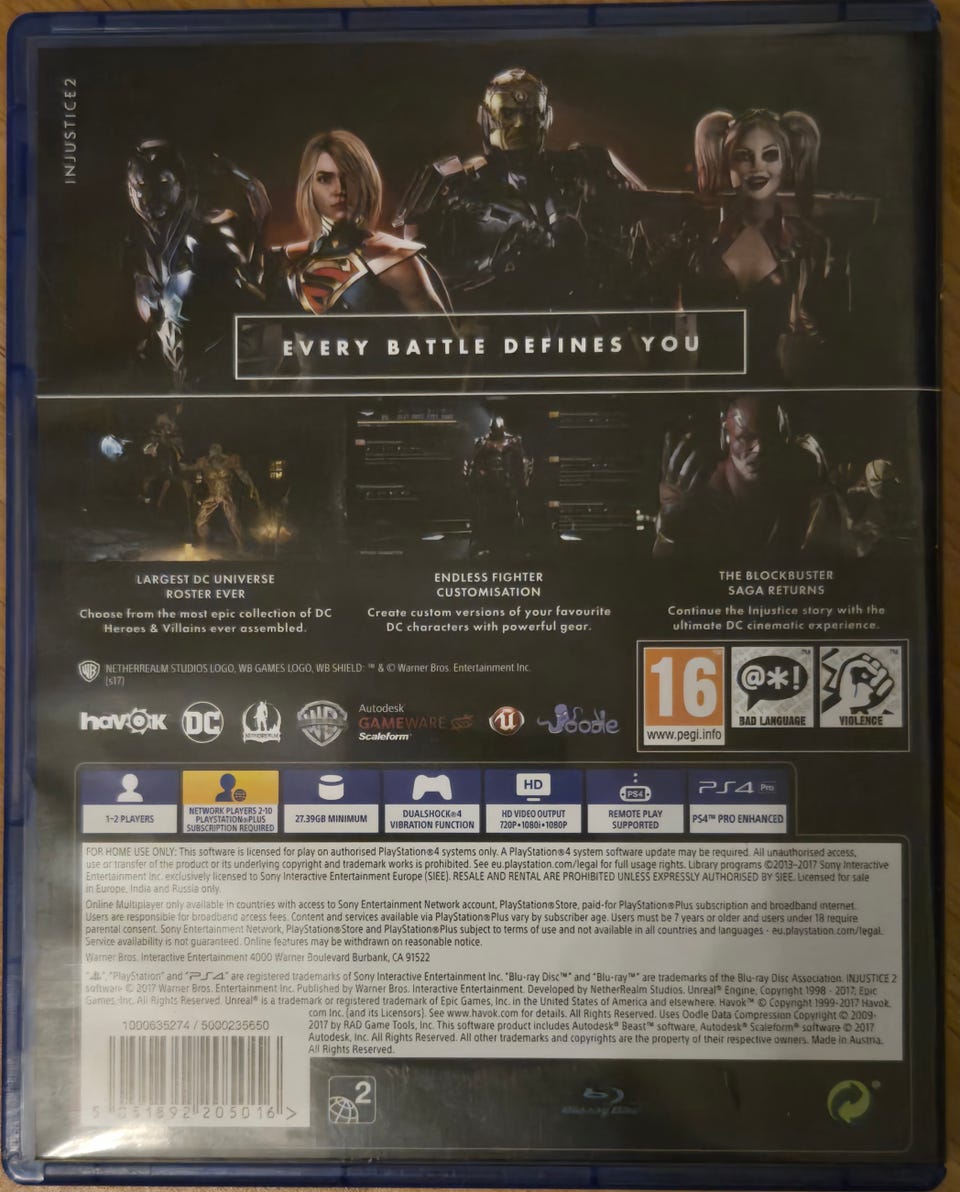 INJUSTICE 2
EVERY BATTLE DEFINES YOU
LARGEST DC UNIVERSE
ROSTER EVER
Choose from the most epic collection of DC
Heroes & Villains ever assembled.
ENDLESS FIGHTER
CUSTOMISATION
Create custom versions of your favourite
DC characters with powerful gear.
THE BLOCKBUSTER
SAGA RETURNS
Continue the Injustice story with the
ultimate DC cinematic experience.
NETHERREALM STUDIOS LOGO, WB GAMES LOGO, WB SHIELD: ™ & © Warner Bros. Entertainment Inc.
(s17)
havok
DC
NETHERREALM
WB
Autodesk
GAMEWARE
Scaleform®
oodle
16
www.pegi.info
@*!
BAD LANGUAGE
VIOLENCE
1-2 PLAYERS
NETWORK PLAYERS 2-10
PLAYSTATION®PLUS
SUBSCRIPTION REQUIRED
27.39GB MINIMUM
DUALSHOCK®4
VIBRATION FUNCTION
HD
HD VIDEO OUTPUT
720P•1080i•1080P
PS4
REMOTE PLAY
SUPPORTED
PS4 Pro
PS4™ PRO ENHANCED
FOR HOME USE ONLY: This software is licensed for play on authorised PlayStation®4 systems only. A PlayStation®4 system software update may be required. All unauthorised access,
use or transfer of the product or its underlying copyright and trademark works is prohibited. See eu.playstation.com/legal for full usage rights. Library programs ©2013-2017 Sony Interactive
Entertainment Inc. exclusively licensed to Sony Interactive Entertainment Europe (SIEE). RESALE AND RENTAL ARE PROHIBITED UNLESS EXPRESSLY AUTHORISED BY SIEE. Licensed for sale
in Europe, India and Russia only.
Online Multiplayer only available in countries with access to Sony Entertainment Network account, PlayStation®Store, paid-for PlayStation®Plus subscription and broadband internet.
Users are responsible for broadband access fees. Content and services available via PlayStation®Plus vary by subscriber age. Users must be 7 years or older and users under 18 require
parental consent. Sony Entertainment Network, PlayStation®Store and PlayStation®Plus subject to terms of use and not available in all countries and languages - eu.playstation.com/legal.
Service availability is not guaranteed. Online features may be withdrawn on reasonable notice.
Warner Bros. Interactive Entertainment 4000 Warner Boulevard Burbank, CA 91522
"", "PlayStation" and "PS4" are registered trademarks of Sony Interactive Entertainment Inc. "Blu-ray Disc™" and "Blu-ray™" are trademarks of the Blu-ray Disc Association. INJUSTICE 2
software © 2017 Warner Bros. Entertainment Inc. Published by Warner Bros. Interactive Entertainment. Developed by NetherRealm Studios. Unreal® Engine, Copyright 1998 - 2017, Epic
Games, Inc. All Rights Reserved. Unreal® is a trademark or registered trademark of Epic Games, Inc. in the United States of America and elsewhere. Havok™ © Copyright 1999-2017 Havok.
com Inc. (and its Licensors). See www.havok.com for details. All Rights Reserved. Uses Oodle Data Compression Copyright © 2009-
2017 by RAD Game Tools, Inc. This software product includes Autodesk® Beast™ software, Autodesk® Scaleform® software © 2017
Autodesk, Inc. All Rights Reserved. All other trademarks and copyrights are the property of their respective owners. Made in Austria.
All Rights Reserved.
1000635274 / 5000235650
5 051892 205016 >
2
Blu-ray Disc